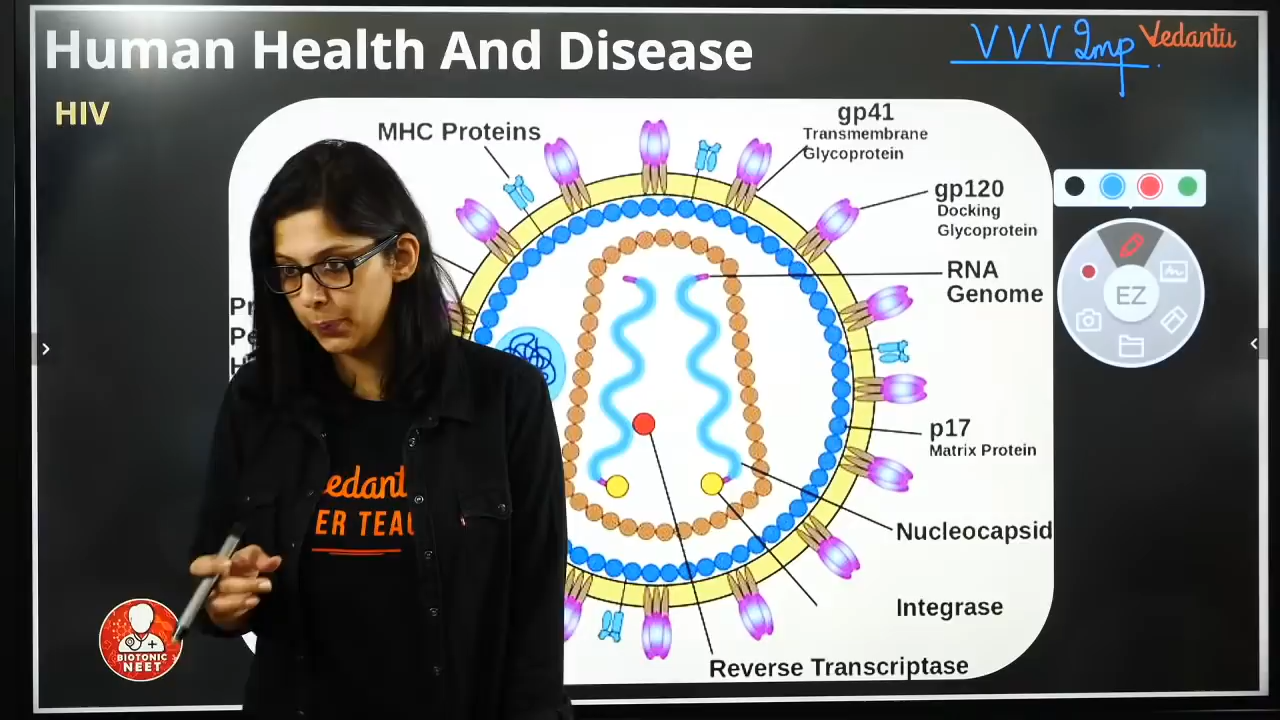 Human Health And Disease
VVV Imp
Vedantu
HIV
MHC Proteins
gp41
Transmembrane
Glycoprotein
gp120
Docking
Glycoprotein
RNA
Genome
EZ
p17
Matrix Protein
Nucleocapsid
Integrase
Reverse Transcriptase
BIOTONIC
NEET